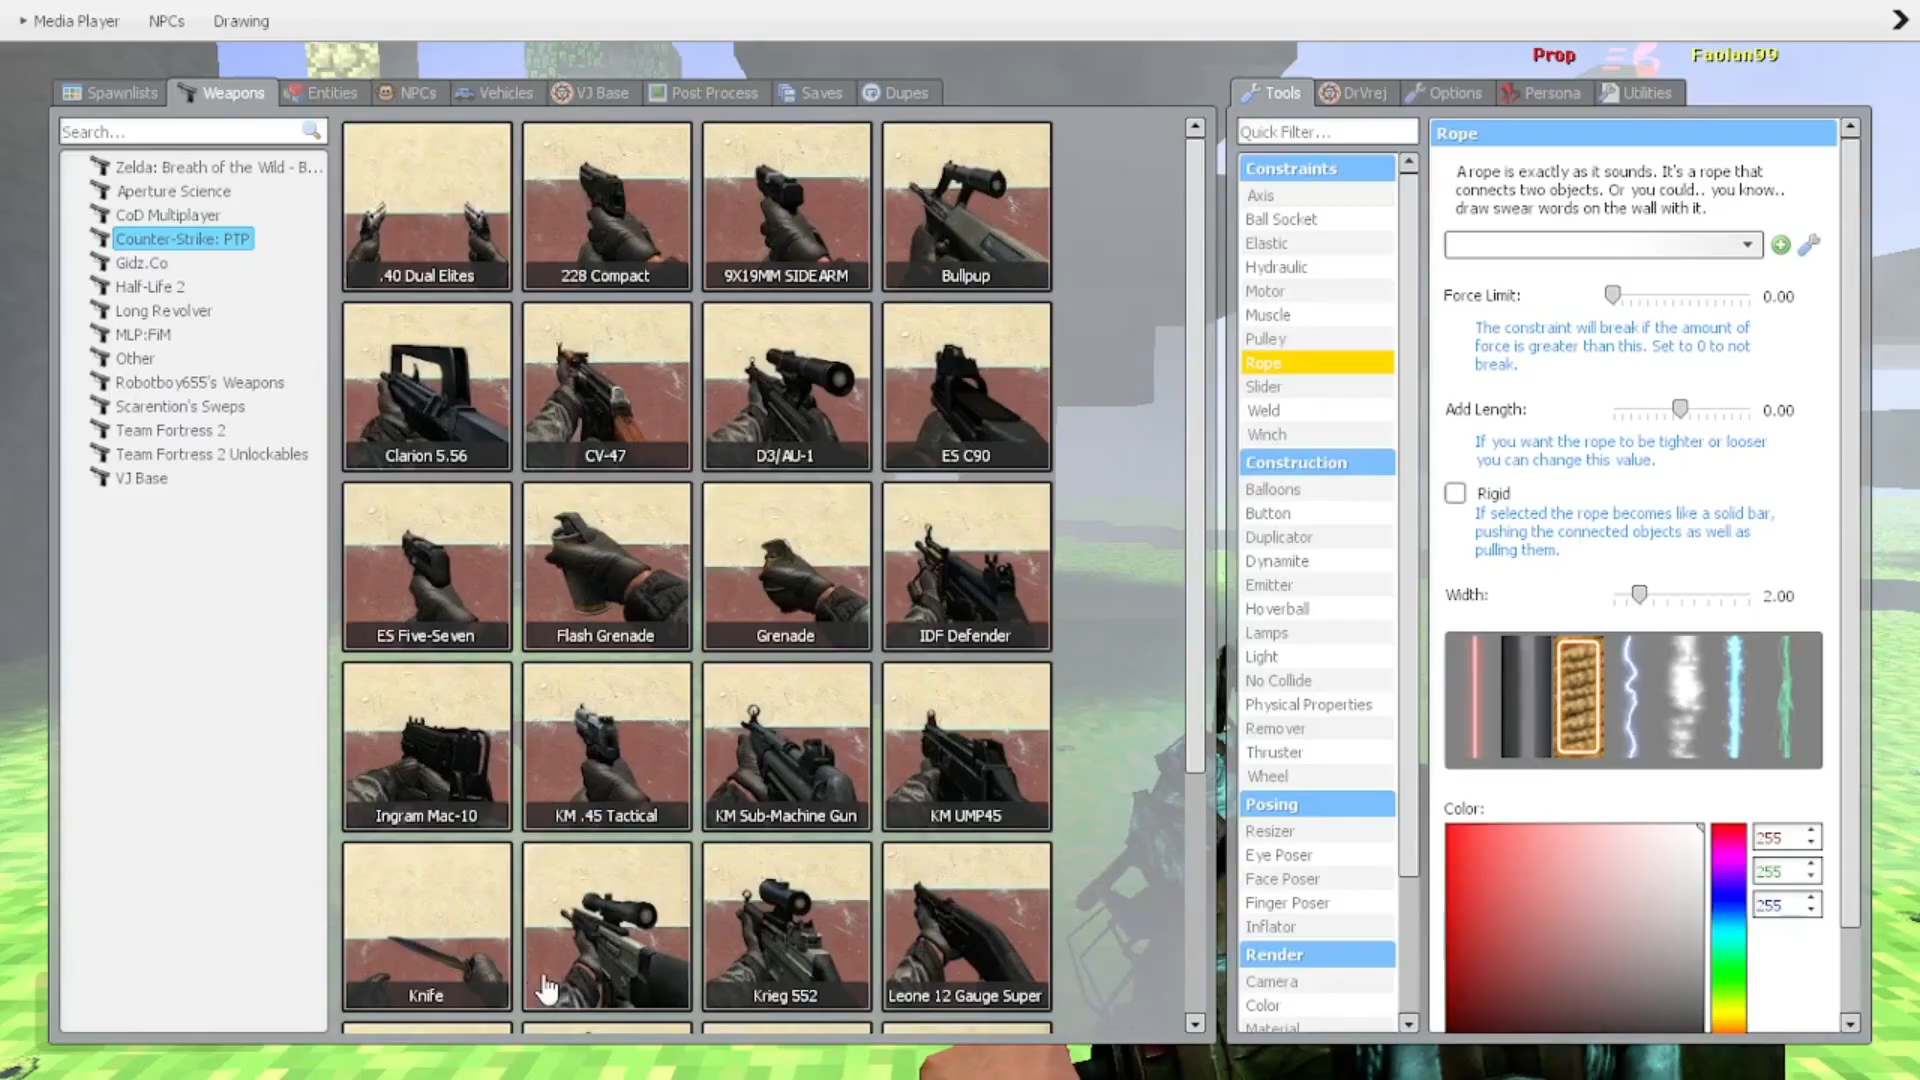 Media Player NPCs Drawing
Prop Faolan99
Spawnlists Weapons Entities NPCs Vehicles VJ Base Post Process Saves Dupes
Search...
Zelda: Breath of the Wild - B...
Aperture Science
CoD Multiplayer
Counter-Strike: PTP
Gidz.Co
Half-Life 2
Long Revolver
MLP:FiM
Other
Robotboy655's Weapons
Scarention's Sweps
Team Fortress 2
Team Fortress 2 Unlockables
VJ Base
.40 Dual Elites 228 Compact 9X19MM SIDEARM Bullpup
Clarion 5.56 CV-47 D3/AU-1 ES C90
ES Five-Seven Flash Grenade Grenade IDF Defender
Ingram Mac-10 KM .45 Tactical KM Sub-Machine Gun KM UMP45
Knife Krieg 552 Leone 12 Gauge Super
Tools DrVrej Options Persona Utilities
Quick Filter...
Constraints
Axis
Ball Socket
Elastic
Hydraulic
Motor
Muscle
Pulley
Rope
Slider
Weld
Winch
Construction
Balloons
Button
Duplicator
Dynamite
Emitter
Hoverball
Lamps
Light
No Collide
Physical Properties
Remover
Thruster
Wheel
Posing
Resizer
Eye Poser
Face Poser
Finger Poser
Inflator
Render
Camera
Color
Material
Rope
A rope is exactly as it sounds. It's a rope that
connects two objects. Or you could.. you know..
draw swear words on the wall with it.
Force Limit: 0.00
The constraint will break if the amount of
force is greater than this. Set to 0 to not
break.
Add Length: 0.00
If you want the rope to be tighter or looser
you can change this value.
Rigid
If selected the rope becomes like a solid bar,
pushing the connected objects as well as
pulling them.
Width: 2.00
Color:
255
255
255